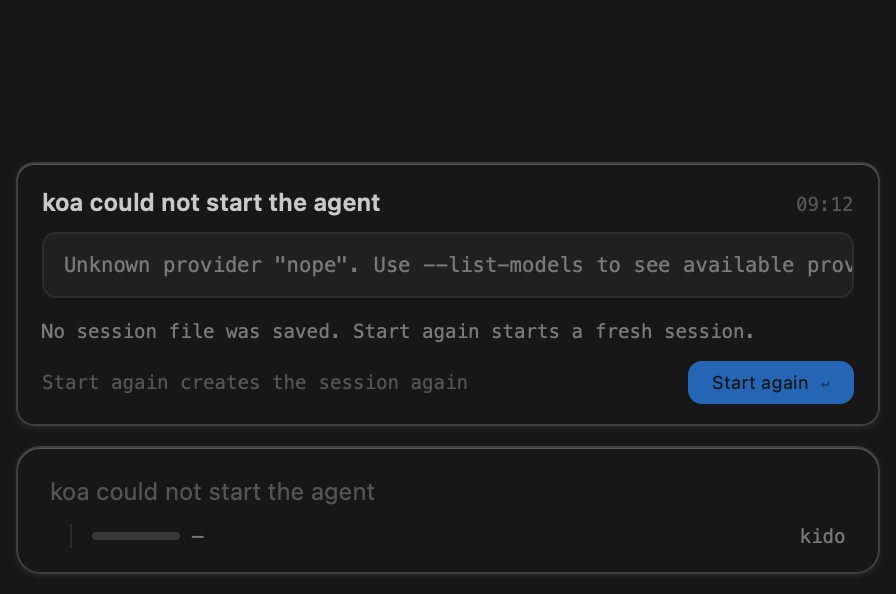 koa could not start the agent
09:12
Unknown provider "nope". Use --list-models to see available prov
No session file was saved. Start again starts a fresh session.
Start again creates the session again
Start again ↩
koa could not start the agent
—
kido